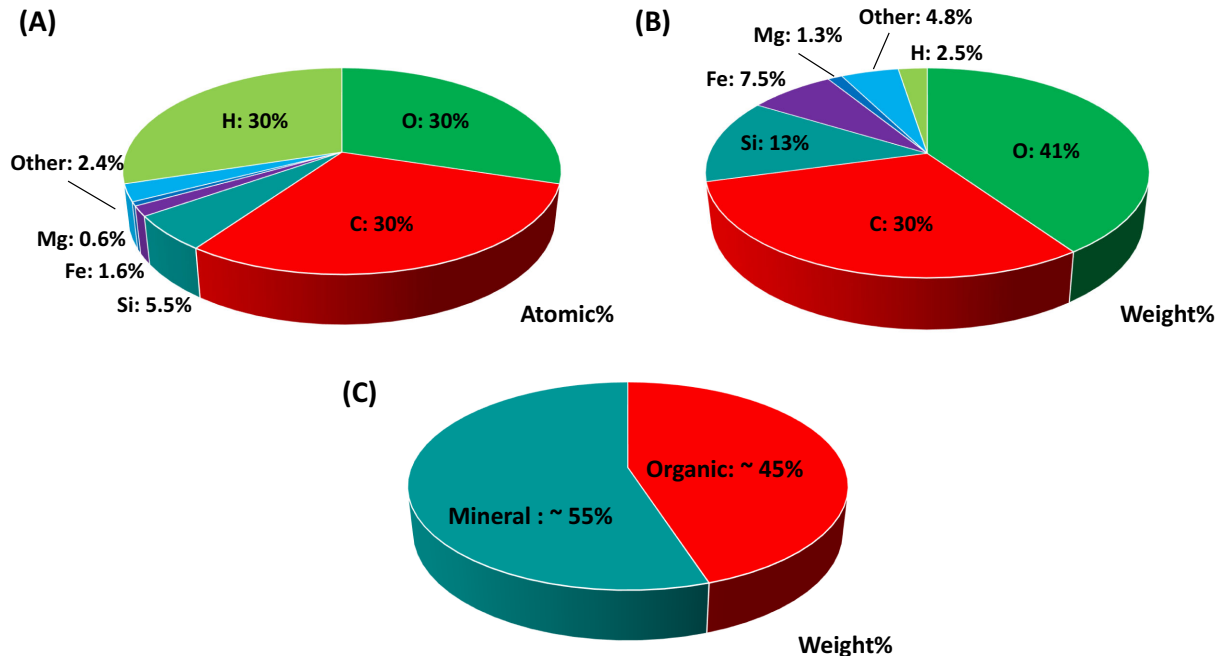 (A)
H: 30%
O: 30%
Other: 2.4%
C: 30%
Mg: 0.6%
Fe: 1.6%
Si: 5.5%
Atomic%
(B)
Other: 4.8%
Mg: 1.3%
H: 2.5%
Fe: 7.5%
Si: 13%
O: 41%
C: 30%
Weight%
(C)
Organic: ~ 45%
Mineral : ~ 55%
Weight%